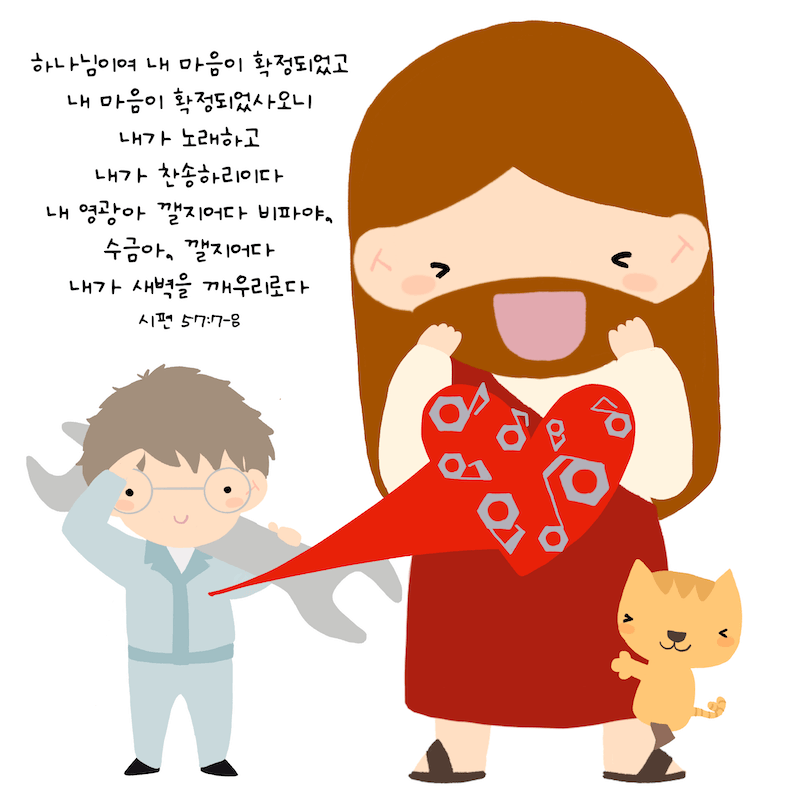 하나님이여 내 마음이 확정되었고
내 마음이 확정되었사오니
내가 노래하고
내가 찬송하리이다
내 영광아 깰지어다 비파야,
수금아, 깰지어다
내가 새벽을 깨우리로다
시편 57:7-8